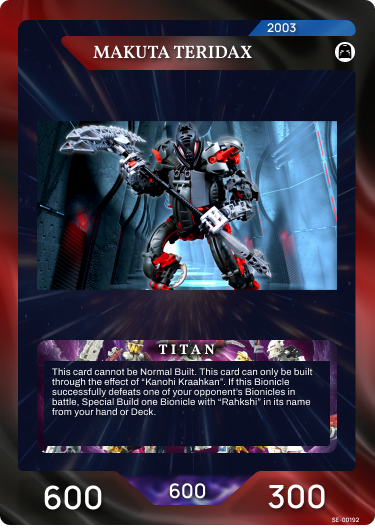 2003
MAKUTA TERIDAX
TITAN
This card cannot be Normal Built. This card can only be built
through the effect of “Kanohi Kraahkan”. If this Bionicle
successfully defeats one of your opponent’s Bionicles in
battle, Special Build one Bionicle with “Rahkshi” in its name
from your hand or Deck.
600
600
300
SE-00192